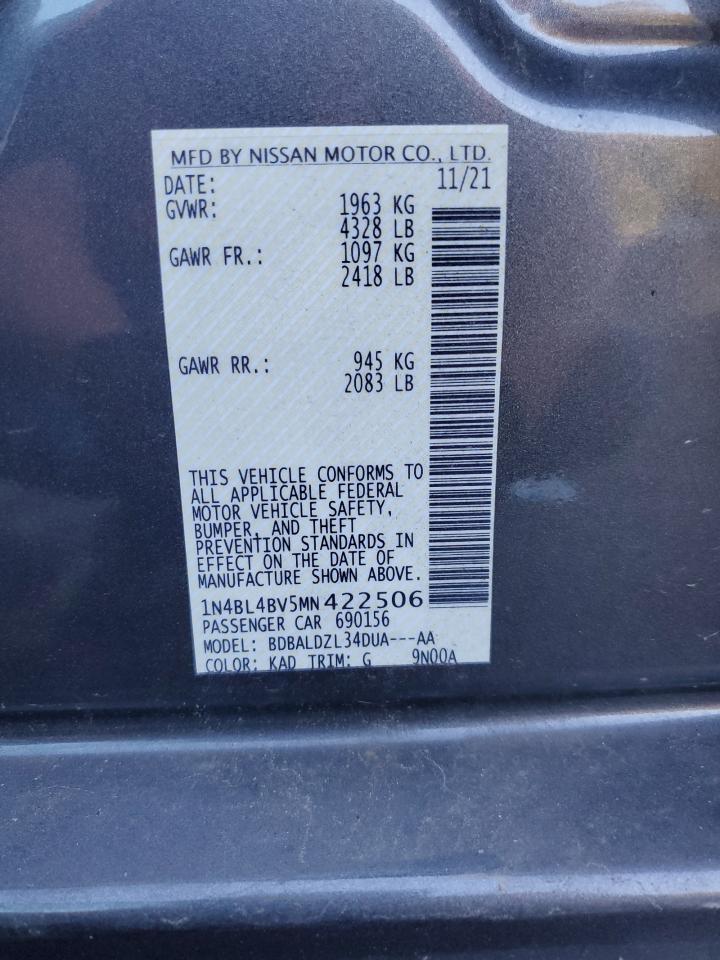 MFD BY NISSAN MOTOR CO., LTD.
DATE: 11/21
GVWR: 1963 KG
4328 LB
GAWR FR.: 1097 KG
2418 LB
GAWR RR.: 945 KG
2083 LB
THIS VEHICLE CONFORMS TO
ALL APPLICABLE FEDERAL
MOTOR VEHICLE SAFETY,
BUMPER, AND THEFT
PREVENTION STANDARDS IN
EFFECT ON THE DATE OF
MANUFACTURE SHOWN ABOVE.
1N4BL4BV5MN422506
PASSENGER CAR 690156
MODEL: BDBALDZL34DUA---AA
COLOR: KAD TRIM: G 9N00A